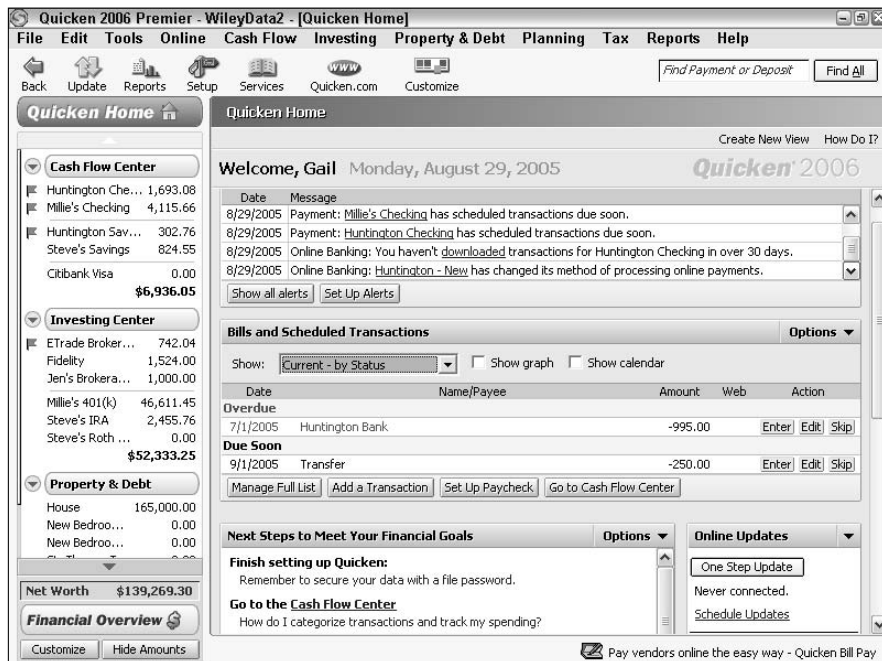 Quicken 2006 Premier - WileyData2 - [Quicken Home]
File Edit Tools Online Cash Flow Investing Property & Debt Planning Tax Reports Help
Back Update Reports Setup Services Quicken.com Customize
www
Find Payment or Deposit Find All
Quicken Home
Cash Flow Center
Huntington Che... 1,693.08
Millie's Checking 4,115.66
Huntington Sav... 302.76
Steve's Savings 824.55
Citibank Visa 0.00
$6,936.05
Investing Center
ETrade Broker... 742.04
Fidelity 1,524.00
Jen's Brokera... 1,000.00
Millie's 401(k) 46,611.45
Steve's IRA 2,455.76
Steve's Roth ... 0.00
$52,333.25
Property & Debt
House 165,000.00
New Bedroo... 0.00
New Bedroo... 0.00
Net Worth $139,269.30
Financial Overview
Customize Hide Amounts
Quicken Home
Create New View How Do I?
Welcome, Gail Monday, August 29, 2005 Quicken 2006
Date Message
8/29/2005 Payment: Millie's Checking has scheduled transactions due soon.
8/29/2005 Payment: Huntington Checking has scheduled transactions due soon.
8/29/2005 Online Banking: You haven't downloaded transactions for Huntington Checking in over 30 days.
8/29/2005 Online Banking: Huntington - New has changed its method of processing online payments.
Show all alerts Set Up Alerts
Bills and Scheduled Transactions Options
Show: Current - by Status Show graph Show calendar
Date Name/Payee Amount Web Action
Overdue
7/1/2005 Huntington Bank -995.00 Enter Edit Skip
Due Soon
9/1/2005 Transfer -250.00 Enter Edit Skip
Manage Full List Add a Transaction Set Up Paycheck Go to Cash Flow Center
Next Steps to Meet Your Financial Goals Options
Finish setting up Quicken:
Remember to secure your data with a file password.
Go to the Cash Flow Center
How do I categorize transactions and track my spending?
Online Updates
One Step Update
Never connected.
Schedule Updates
Pay vendors online the easy way - Quicken Bill Pay